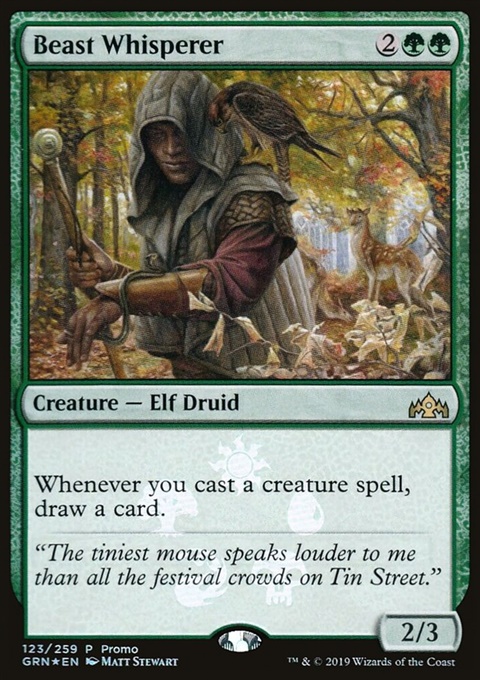 Beast Whisperer 2
Creature — Elf Druid
Whenever you cast a creature spell,
draw a card.
“The tiniest mouse speaks louder to me
than all the festival crowds on Tin Street.”
2/3
123/259 P Promo
GRN★EN Matt Stewart
™ & © 2019 Wizards of the Coast